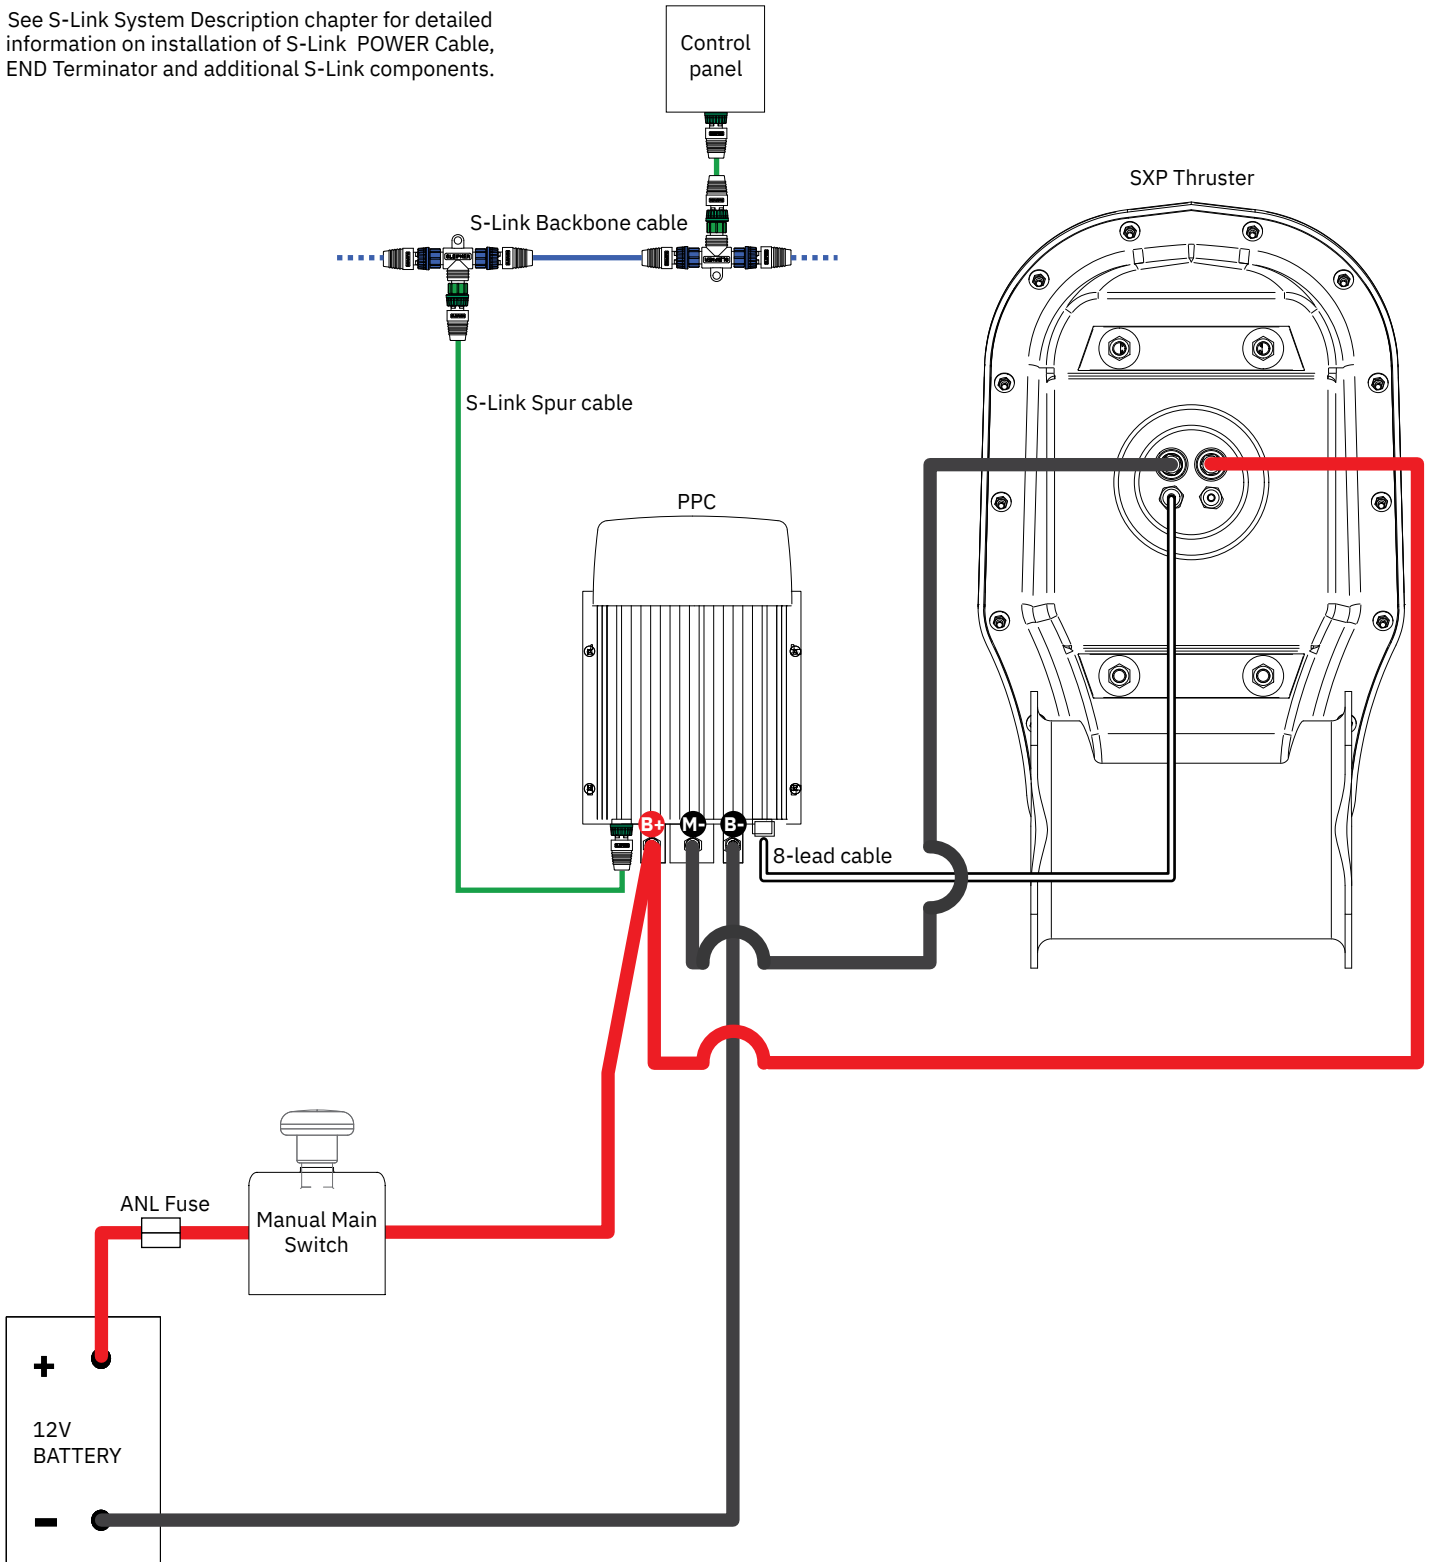 See S-Link System Description chapter for detailed
information on installation of S-Link POWER Cable,
END Terminator and additional S-Link components.
Control
panel
SXP Thruster
S-Link Backbone cable
SLEIPNER
SLEIPNER
S-Link Spur cable
PPC
B+
M-
B-
8-lead cable
ANL Fuse
Manual Main
Switch
+
12V
BATTERY
-